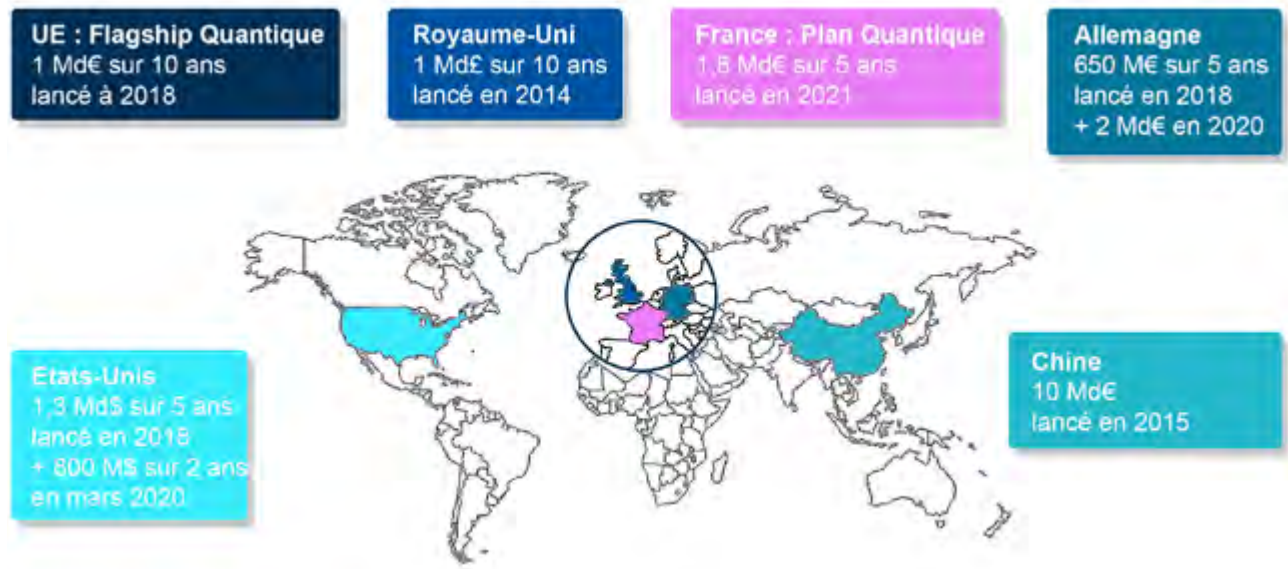 UE : Flagship Quantique
1 Md€ sur 10 ans
lancé à 2018
Royaume-Uni
1 Md£ sur 10 ans
lancé en 2014
France : Plan Quantique
1,8 Md€ sur 5 ans
lancé en 2021
Allemagne
650 M€ sur 5 ans
lancé en 2018
+ 2 Md€ en 2020
Etats-Unis
1,3 Md$ sur 5 ans
lancé en 2018
+ 600 M$ sur 2 ans
en mars 2020
Chine
10 Md€
lancé en 2015